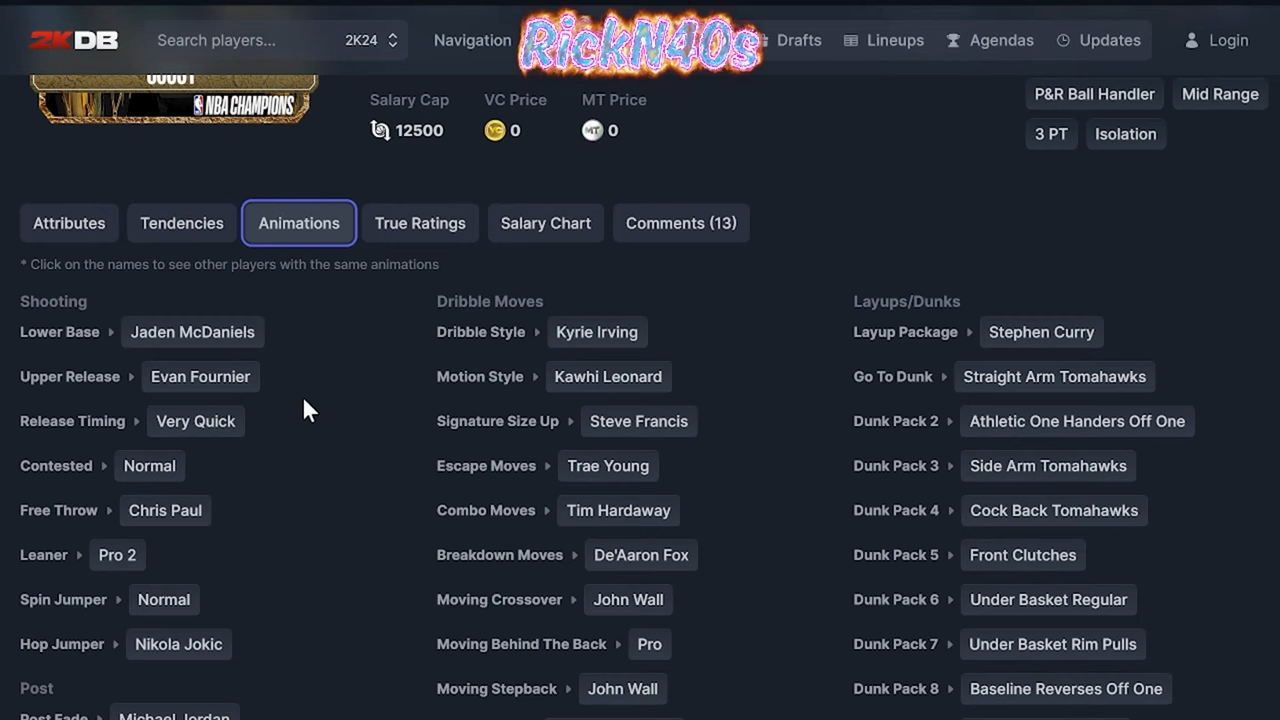 2KDB
Search players...
2K24
Navigation
RickN40s
Drafts
Lineups
Agendas
Updates
Login
NBA CHAMPIONS
Salary Cap
12500
VC Price
VC 0
MT Price
MT 0
P&R Ball Handler
Mid Range
3 PT
Isolation
Attributes
Tendencies
Animations
True Ratings
Salary Chart
Comments (13)
* Click on the names to see other players with the same animations
Shooting
Lower Base Jaden McDaniels
Upper Release Evan Fournier
Release Timing Very Quick
Contested Normal
Free Throw Chris Paul
Leaner Pro 2
Spin Jumper Normal
Hop Jumper Nikola Jokic
Post
Post Fade Michael Jordan
Dribble Moves
Dribble Style Kyrie Irving
Motion Style Kawhi Leonard
Signature Size Up Steve Francis
Escape Moves Trae Young
Combo Moves Tim Hardaway
Breakdown Moves De'Aaron Fox
Moving Crossover John Wall
Moving Behind The Back Pro
Moving Stepback John Wall
Layups/Dunks
Layup Package Stephen Curry
Go To Dunk Straight Arm Tomahawks
Dunk Pack 2 Athletic One Handers Off One
Dunk Pack 3 Side Arm Tomahawks
Dunk Pack 4 Cock Back Tomahawks
Dunk Pack 5 Front Clutches
Dunk Pack 6 Under Basket Regular
Dunk Pack 7 Under Basket Rim Pulls
Dunk Pack 8 Baseline Reverses Off One